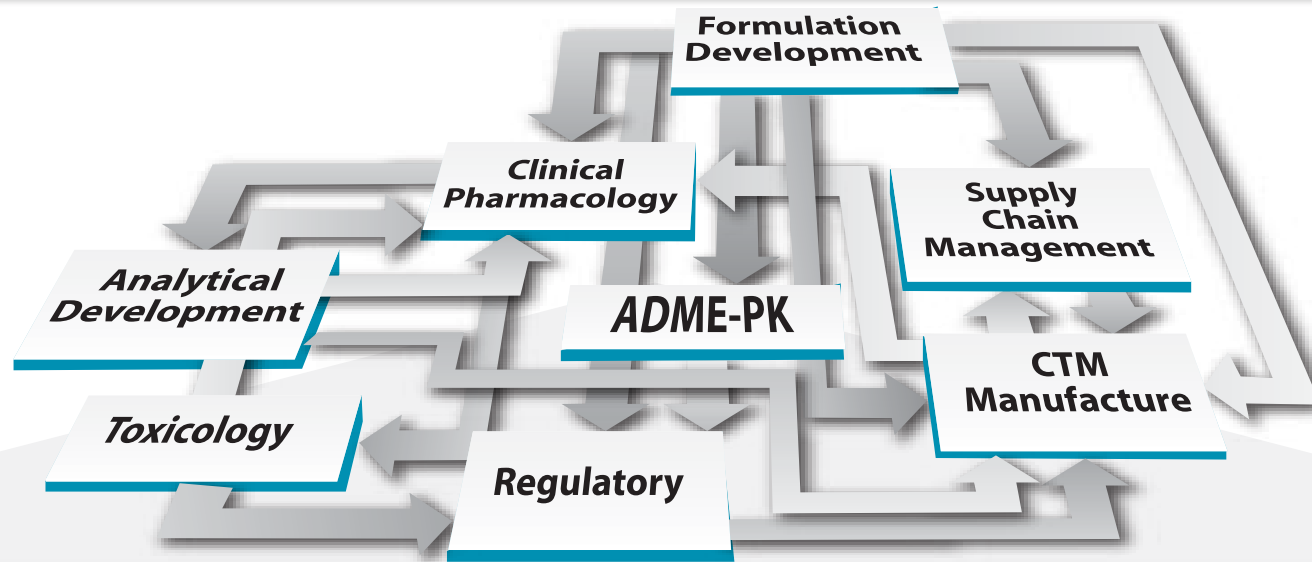 Formulation
Development
Clinical
Pharmacology
Supply
Chain
Management
Analytical
Development
ADME-PK
CTM
Manufacture
Toxicology
Regulatory